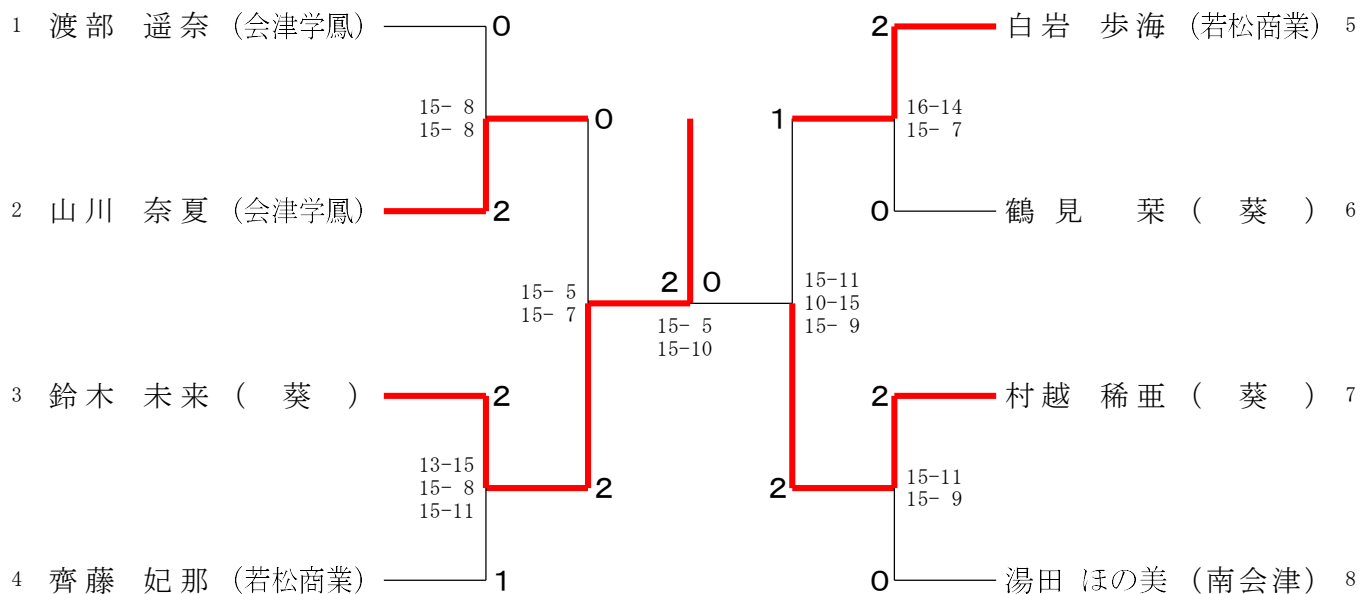 1 渡部 遥奈 (会津学鳳) 0
15- 8
15- 8
0
2 山川 奈夏 (会津学鳳) 2
15- 5
15- 7
3 鈴木 未来 ( 葵 ) 2
13-15
15- 8
15-11
2
4 齊藤 妃那 (若松商業) 1
2 0
15- 5
15-10
2 白岩 歩海 (若松商業) 5
1
16-14
15- 7
0 鶴見 栞 ( 葵 ) 6
15-11
10-15
15- 9
2 村越 稀亜 ( 葵 ) 7
2
15-11
15- 9
0 湯田 ほの美 (南会津) 8